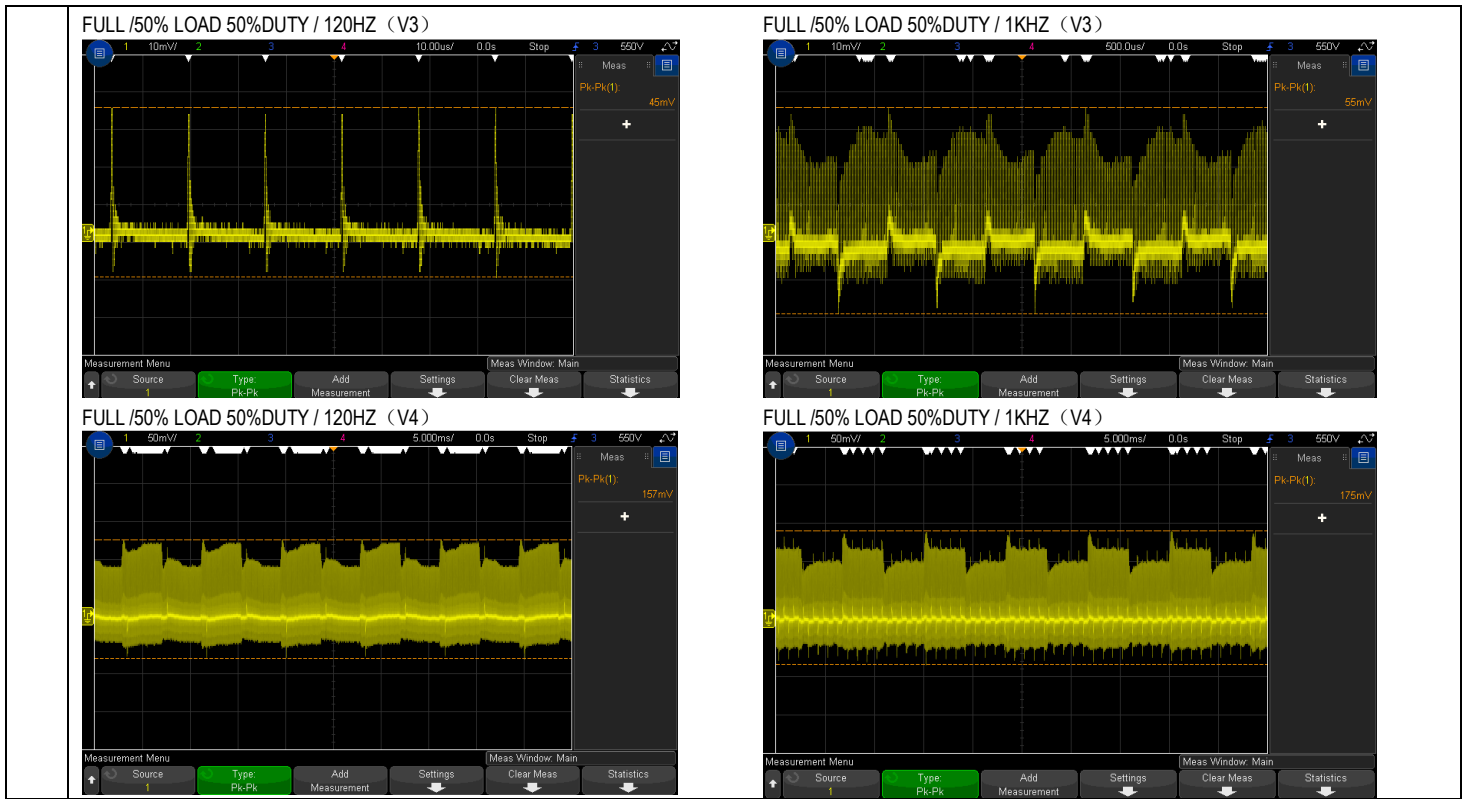 FULL /50% LOAD 50%DUTY / 120HZ（V3）
1 10mV/ 2 3 4 10.00us/ 0.0s Stop 3 550V
Meas
Pk-Pk(1):
45mV
+
Measurement Menu
Meas Window: Main
Source
1
Type:
Pk-Pk
Add
Measurement
Settings
Clear Meas
Statistics
FULL /50% LOAD 50%DUTY / 1KHZ（V3）
1 10mV/ 2 3 4 500.0us/ 0.0s Stop 3 550V
Meas
Pk-Pk(1):
55mV
+
Measurement Menu
Meas Window: Main
Source
1
Type:
Pk-Pk
Add
Measurement
Settings
Clear Meas
Statistics
FULL /50% LOAD 50%DUTY / 120HZ（V4）
1 50mV/ 2 3 4 5.000ms/ 0.0s Stop 3 550V
Meas
Pk-Pk(1):
157mV
+
Measurement Menu
Meas Window: Main
Source
1
Type:
Pk-Pk
Add
Measurement
Settings
Clear Meas
Statistics
FULL /50% LOAD 50%DUTY / 1KHZ（V4）
1 50mV/ 2 3 4 5.000ms/ 0.0s Stop 3 550V
Meas
Pk-Pk(1):
175mV
+
Measurement Menu
Meas Window: Main
Source
1
Type:
Pk-Pk
Add
Measurement
Settings
Clear Meas
Statistics